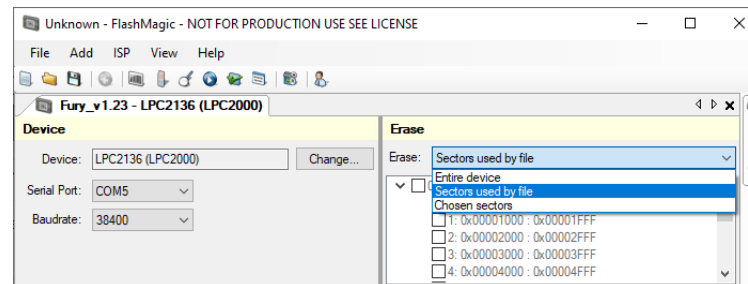 Unknown - FlashMagic - NOT FOR PRODUCTION USE SEE LICENSE
File Add ISP View Help
Fury_v1.23 - LPC2136 (LPC2000)
Device
Erase
Device: LPC2136 (LPC2000) Change...
Erase: Sectors used by file
Serial Port: COM5
Entire device
Sectors used by file
Chosen sectors
Baudrate: 38400
1: 0x00001000 : 0x00001FFF
2: 0x00002000 : 0x00002FFF
3: 0x00003000 : 0x00003FFF
4: 0x00004000 : 0x00004FFF